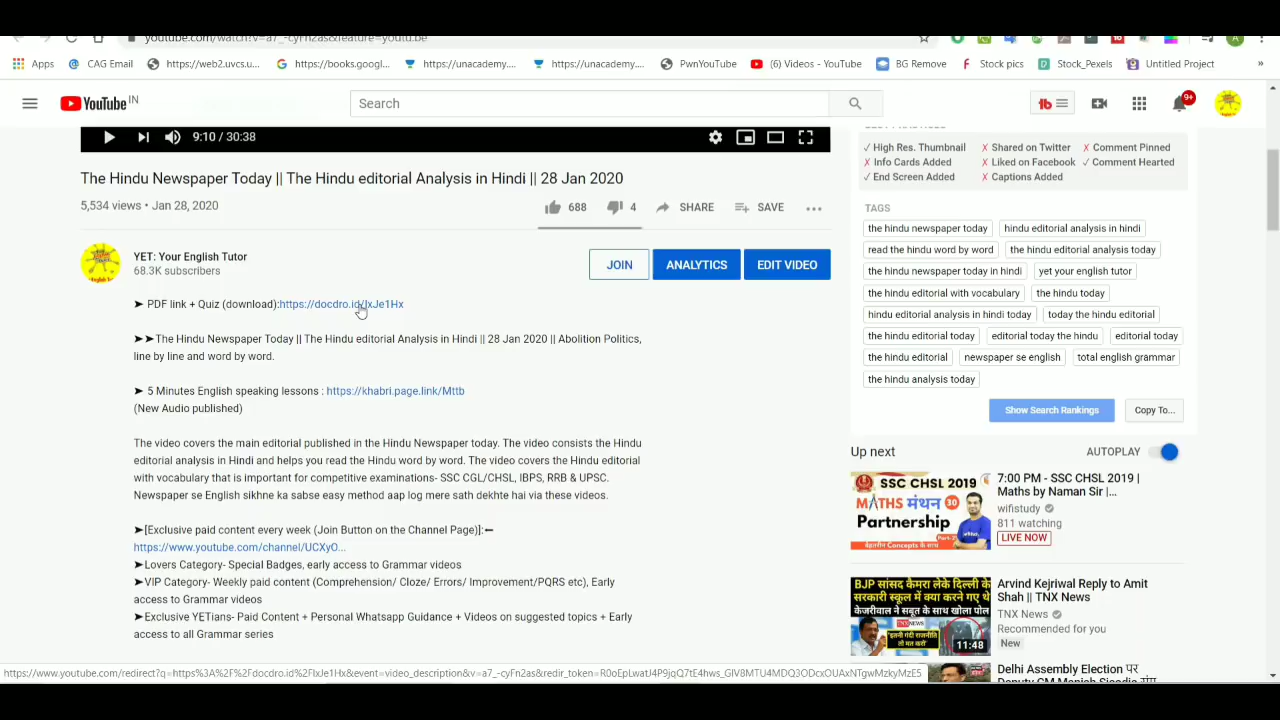 Apps
CAG Email
https://web2.uvcs.u...
https://books.googl...
https://unacademy....
https://unacademy....
PwnYouTube
(6) Videos - YouTube
BG Remove
Stock pics
Stock_Pexels
Untitled Project
YouTube IN
Search
9+
9:10 / 30:38
✓ High Res. Thumbnail
✗ Shared on Twitter
✗ Comment Pinned
✗ Info Cards Added
✗ Liked on Facebook
✓ Comment Hearted
✓ End Screen Added
✗ Captions Added
The Hindu Newspaper Today || The Hindu editorial Analysis in Hindi || 28 Jan 2020
5,534 views • Jan 28, 2020
688
4
SHARE
SAVE
YET: Your English Tutor
68.3K subscribers
JOIN
ANALYTICS
EDIT VIDEO
➤ PDF link + Quiz (download):https://docdro.id/IxJe1Hx
➤➤The Hindu Newspaper Today || The Hindu editorial Analysis in Hindi || 28 Jan 2020 || Abolition Politics,
line by line and word by word.
➤ 5 Minutes English speaking lessons : https://khabri.page.link/Mttb
(New Audio published)
The video covers the main editorial published in the Hindu Newspaper today. The video consists the Hindu
editorial analysis in Hindi and helps you read the Hindu word by word. The video covers the Hindu editorial
with vocabulary that is important for competitive examinations- SSC CGL/CHSL, IBPS, RRB & UPSC.
Newspaper se English sikhne ka sabse easy method aap log mere sath dekhte hai via these videos.
➤[Exclusive paid content every week (Join Button on the Channel Page)]:⬅
https://www.youtube.com/channel/UCXyO...
➤Lovers Category- Special Badges, early access to Grammar videos
➤VIP Category- Weekly paid content (Comprehension/ Cloze/ Errors/ Improvement/PQRS etc), Early
access to Grammar videos
➤Exclusive YETians- Paid Content + Personal Whatsapp Guidance + Videos on suggested topics + Early
access to all Grammar series
TAGS
the hindu newspaper today
hindu editorial analysis in hindi
read the hindu word by word
the hindu editorial analysis today
the hindu newspaper today in hindi
yet your english tutor
the hindu editorial with vocabulary
the hindu today
hindu editorial analysis in hindi today
today the hindu editorial
the hindu editorial today
editorial today the hindu
editorial today
the hindu editorial
newspaper se english
total english grammar
the hindu analysis today
Show Search Rankings
Copy To...
Up next
AUTOPLAY
SSC CHSL 2019
MATHS मंथन 30
Partnership
7:00 PM - SSC CHSL 2019 |
Maths by Naman Sir |...
wifistudy
811 watching
LIVE NOW
BJP सांसद कैमरा लेके दिल्ली के
सरकारी स्कूल में क्या करने गए थे
केजरीवाल ने सबूत के साथ खोला पोल
11:48
Arvind Kejriwal Reply to Amit
Shah || TNX News
TNX News
Recommended for you
New
Delhi Assembly Election पर